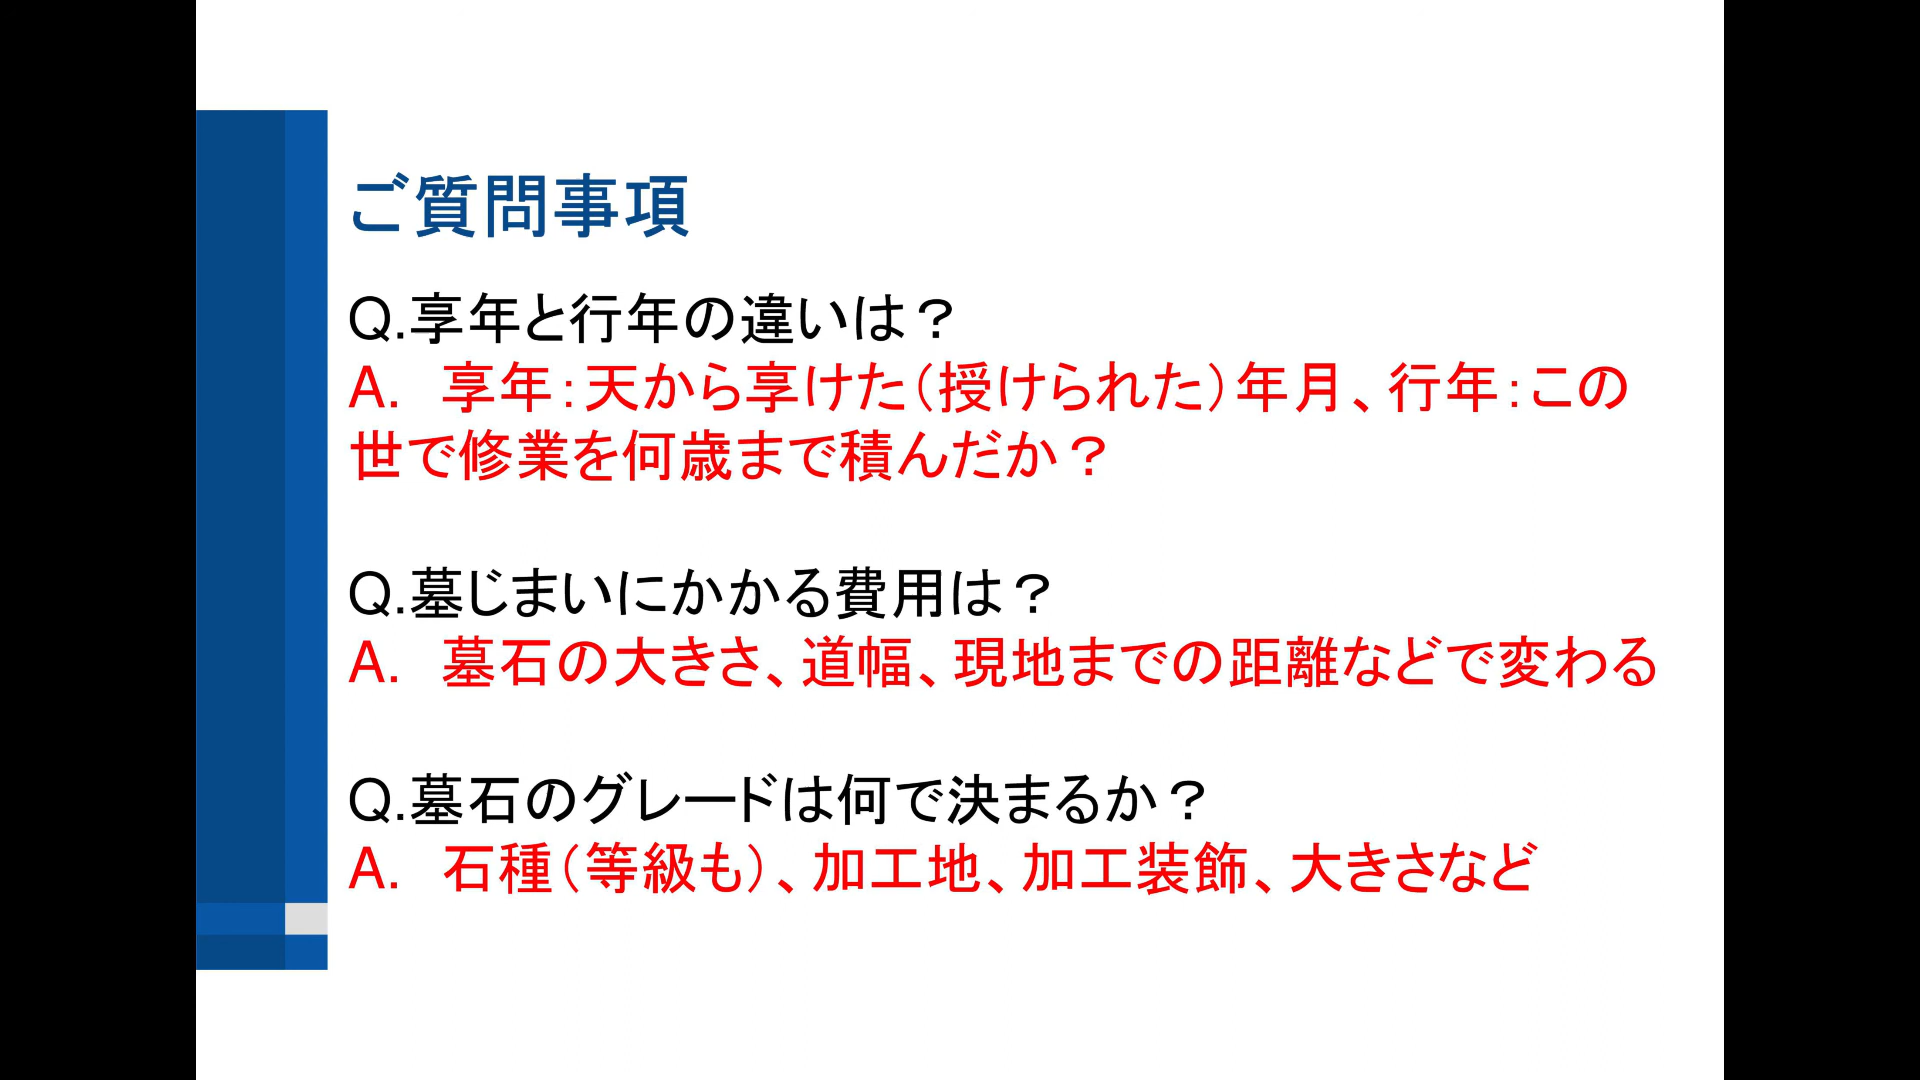 ご質問事項
Q.享年と行年の違いは？
A.　享年：天から享けた（授けられた）年月、行年：この
世で修業を何歳まで積んだか？
Q.墓じまいにかかる費用は？
A.　墓石の大きさ、道幅、現地までの距離などで変わる
Q.墓石のグレードは何で決まるか？
A.　石種（等級も）、加工地、加工装飾、大きさなど